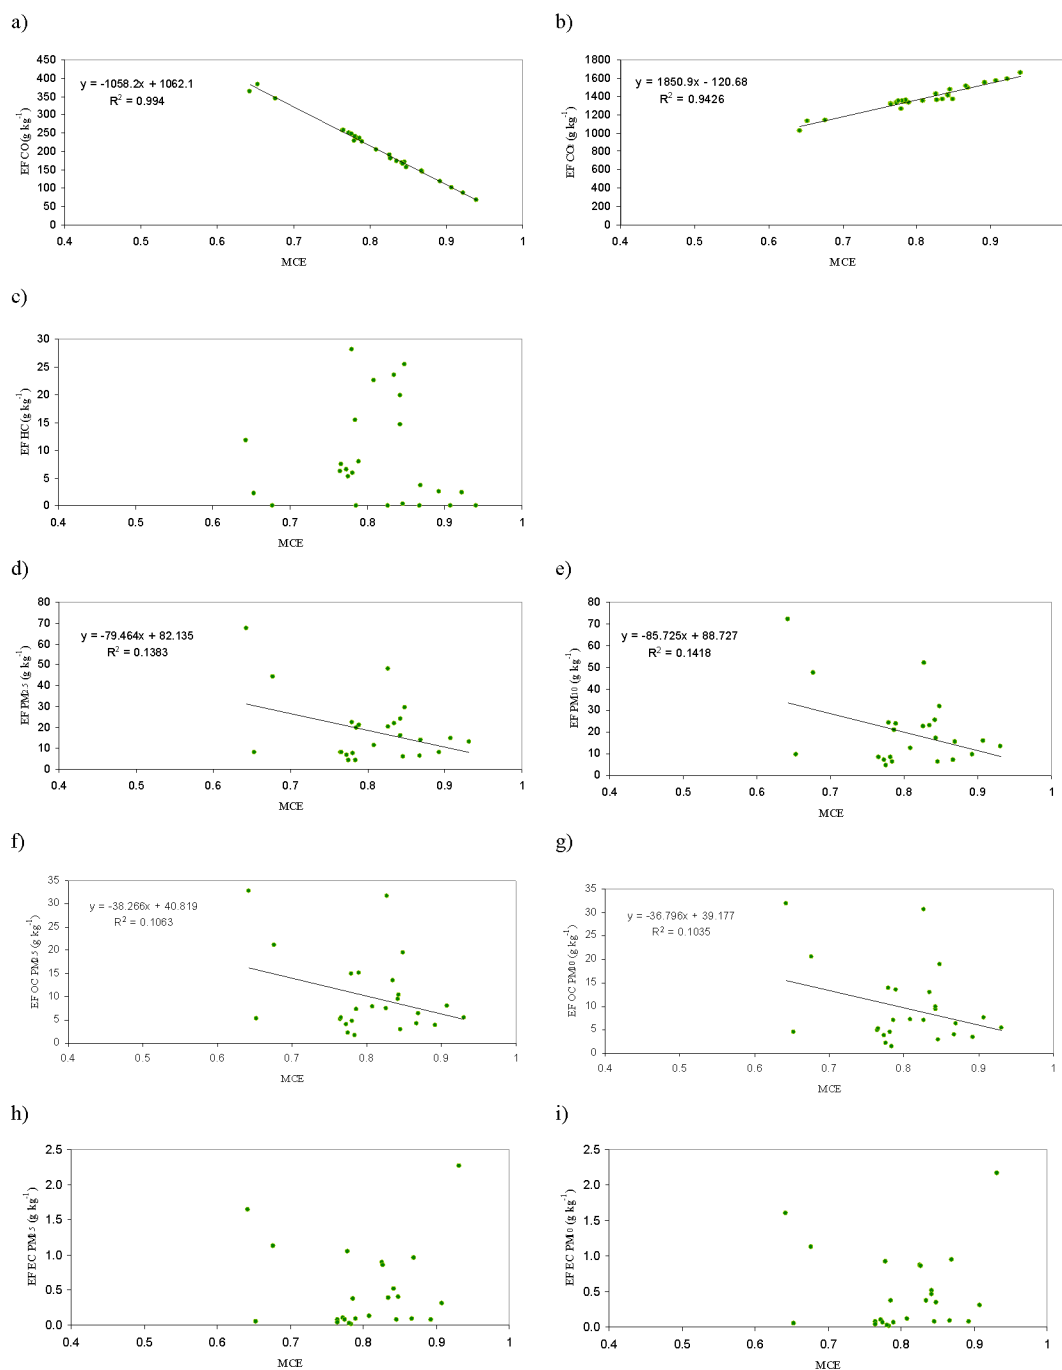 a)
b)
y = -1058.2x + 1062.1
R² = 0.994
EF CO (g kg⁻¹)
450
400
350
300
250
200
150
100
50
0
0.4 0.5 0.6 0.7 0.8 0.9 1
MCE
y = 1850.9x - 120.68
R² = 0.9426
EF CO₂ (g kg⁻¹)
1800
1600
1400
1200
1000
800
600
400
200
0
0.4 0.5 0.6 0.7 0.8 0.9
MCE
c)
EF HC (g kg⁻¹)
30
25
20
15
10
5
0
0.4 0.5 0.6 0.7 0.8 0.9 1
MCE
d)
e)
y = -79.464x + 82.135
R² = 0.1383
EF PM2.5 (g kg⁻¹)
80
70
60
50
40
30
20
10
0
0.4 0.5 0.6 0.7 0.8 0.9 1
MCE
y = -85.725x + 88.727
R² = 0.1418
EF PM10 (g kg⁻¹)
80
70
60
50
40
30
20
10
0
0.4 0.5 0.6 0.7 0.8 0.9 1
MCE
f)
g)
y = -38.266x + 40.819
R² = 0.1063
EF OC PM2.5 (g kg⁻¹)
35
30
25
20
15
10
5
0
0.4 0.5 0.6 0.7 0.8 0.9 1
MCE
y = -36.796x + 39.177
R² = 0.1035
EF OC PM10 (g kg⁻¹)
35
30
25
20
15
10
5
0
0.4 0.5 0.6 0.7 0.8 0.9 1
MCE
h)
i)
EF EC PM2.5 (g kg⁻¹)
2.5
2.0
1.5
1.0
0.5
0.0
0.4 0.5 0.6 0.7 0.8 0.9 1
MCE
EF EC PM10 (g kg⁻¹)
2.5
2.0
1.5
1.0
0.5
0.0
0.4 0.5 0.6 0.7 0.8 0.9 1
MCE